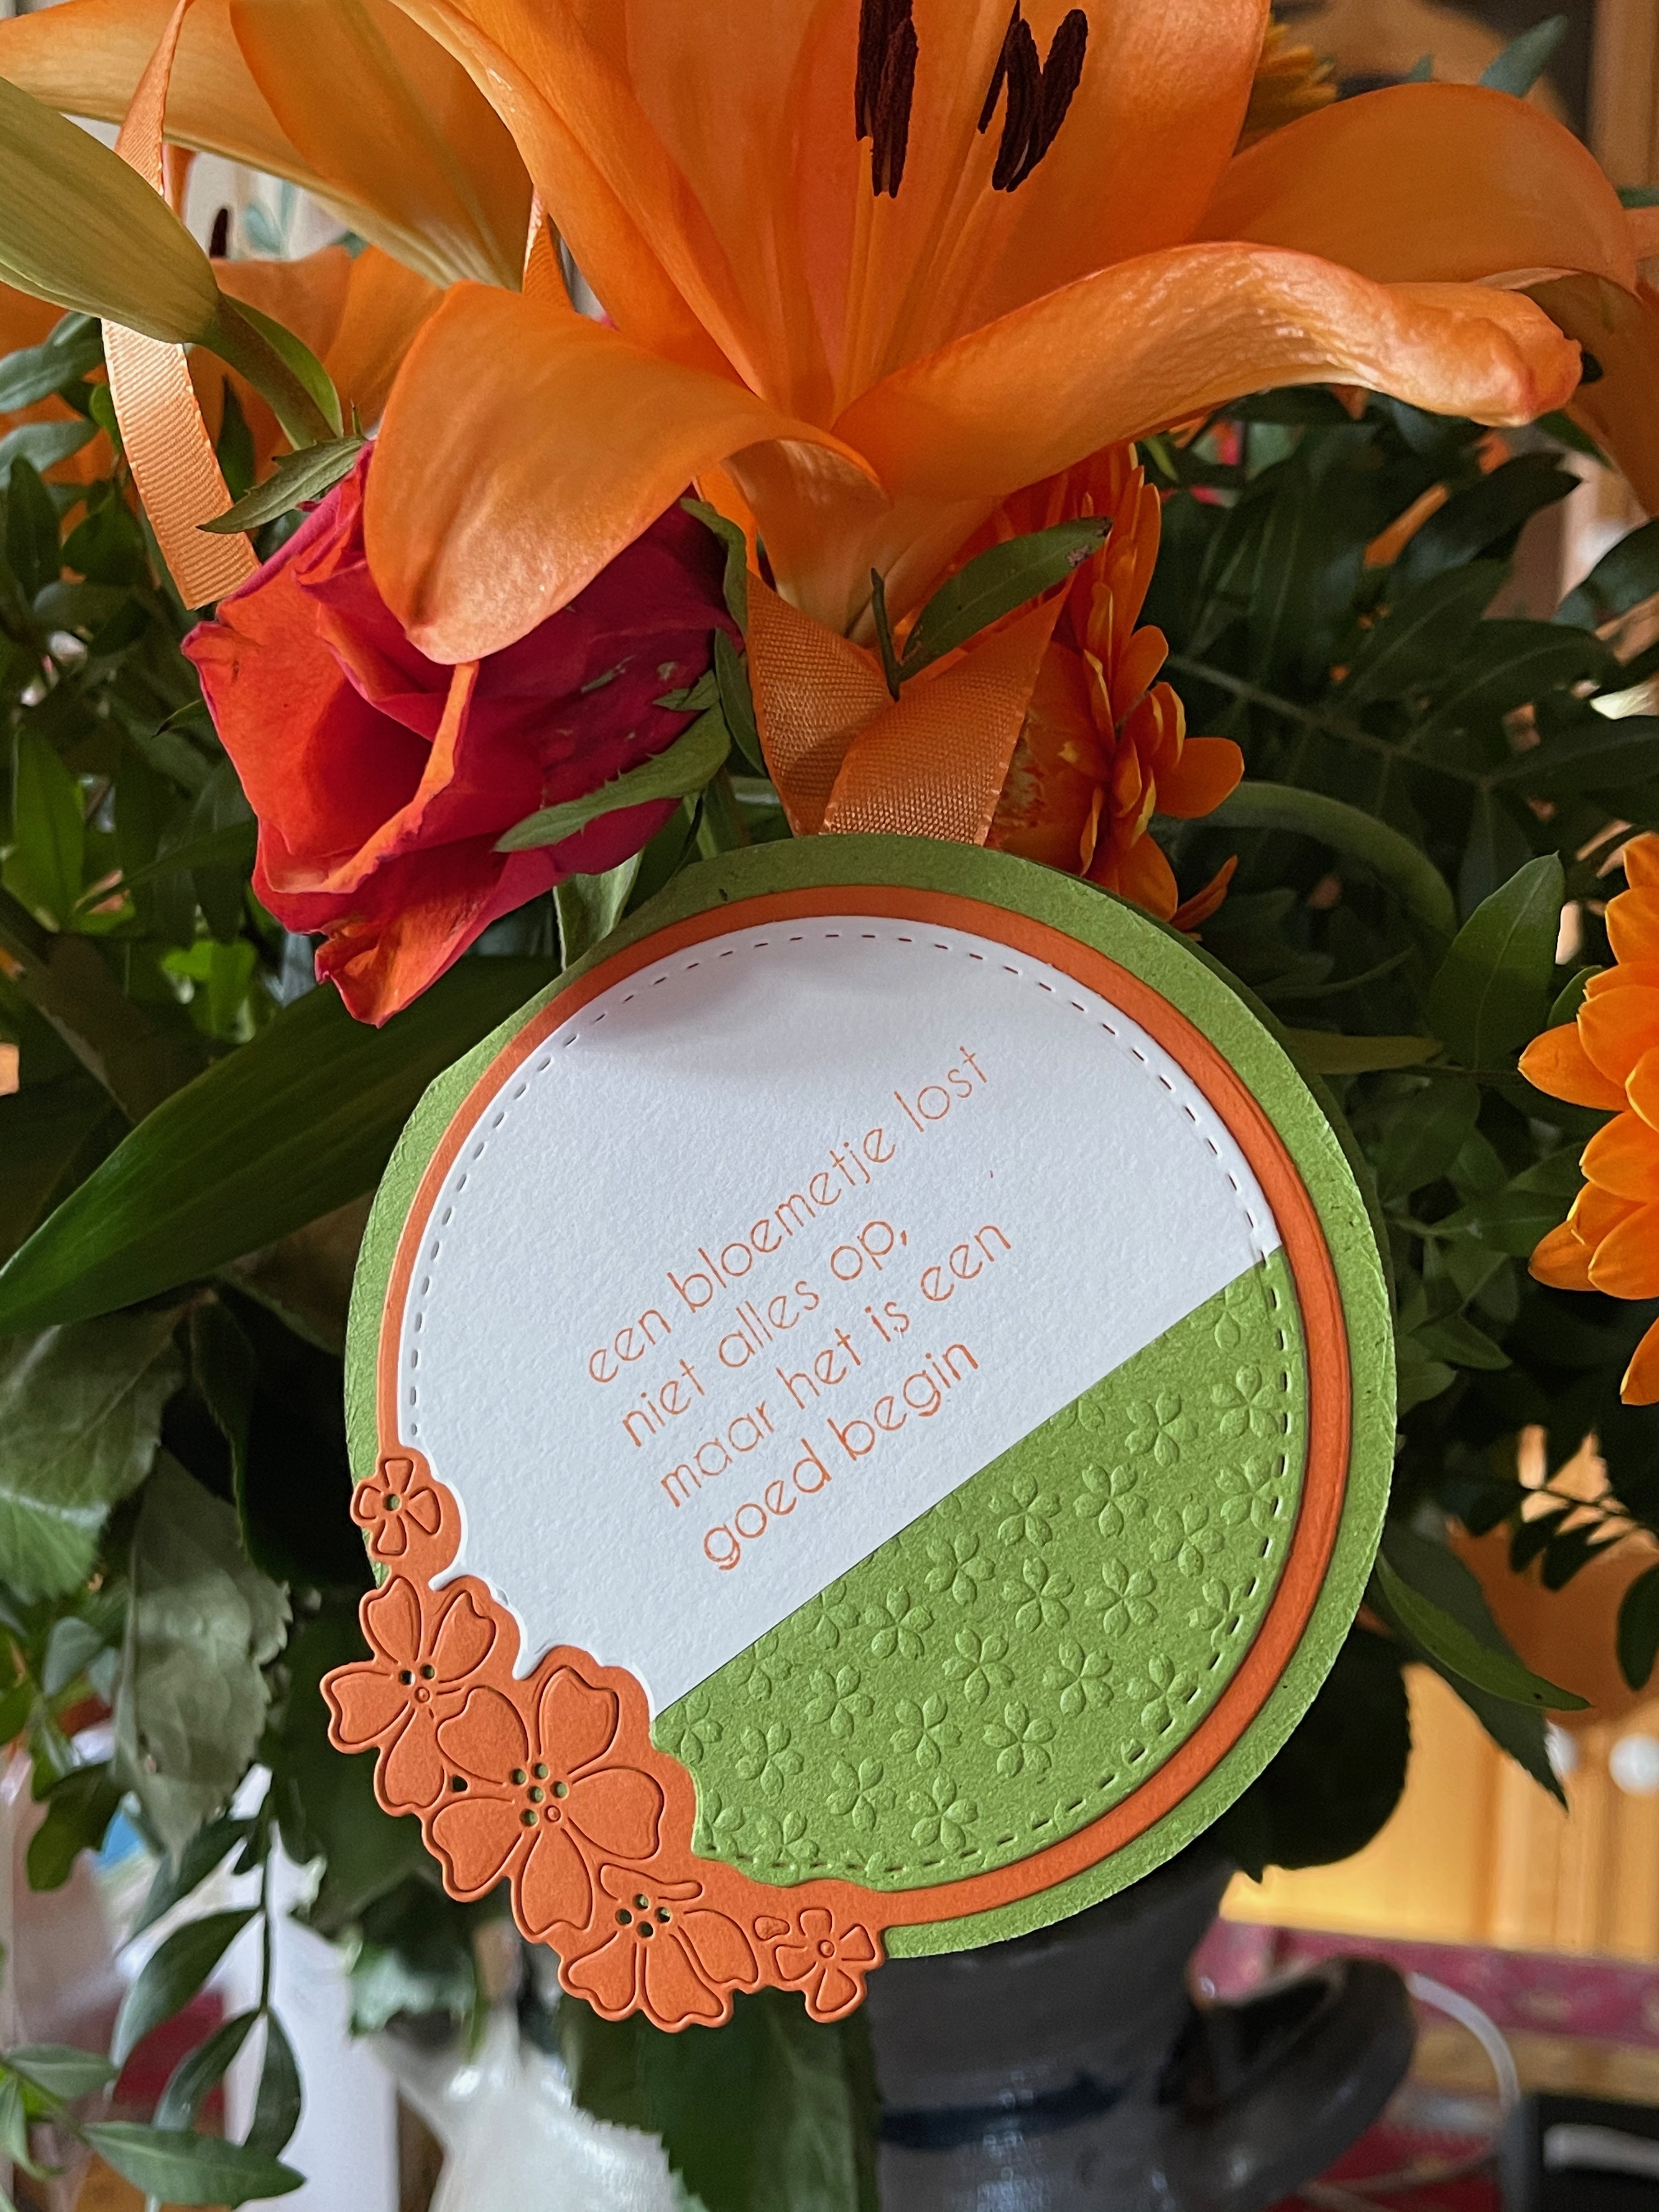 een bloemetje lost
niet alles op,
maar het is een
goed begin